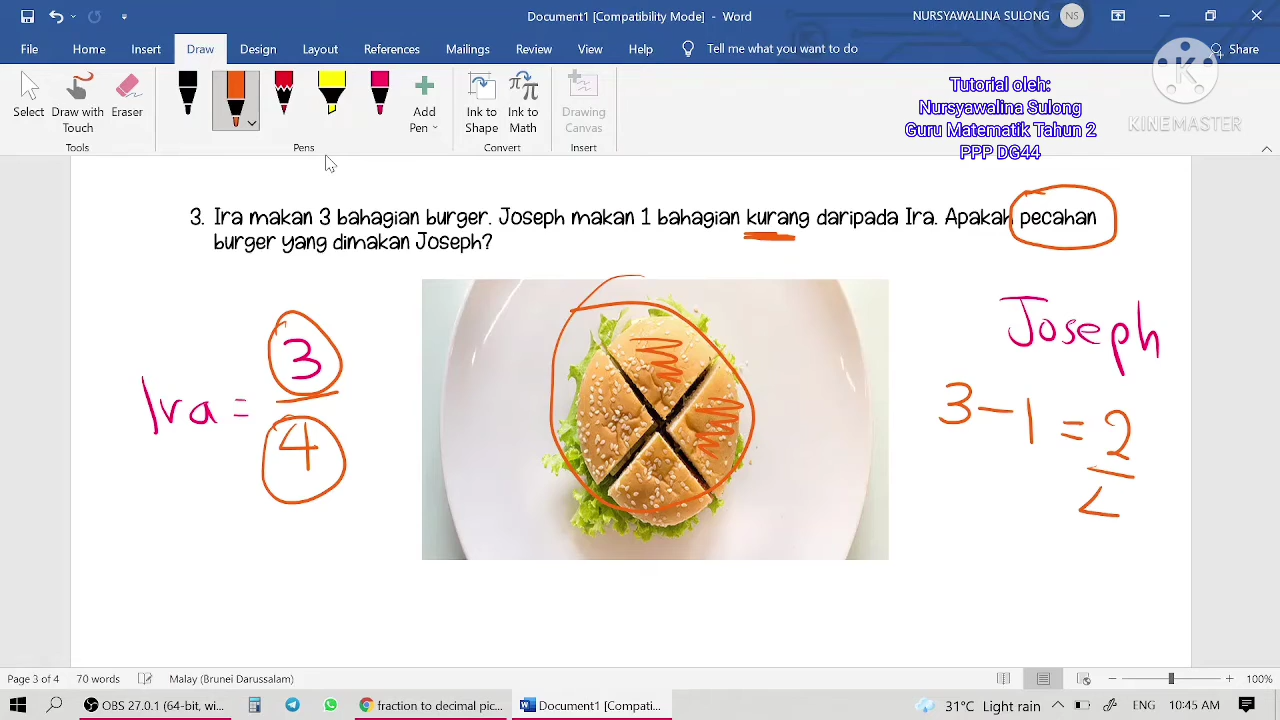 Document1 [Compatibility Mode] - Word
NURSYAWALINA SULONG
NS
File Home Insert Draw Design Layout References Mailings Review View Help Tell me what you want to do
Share
Select
Draw with Touch
Eraser
Add Pen
Ink to Shape
Ink to Math
Drawing Canvas
Tools
Pens
Convert
Insert
Tutorial oleh:
Nursyawalina Sulong
Guru Matematik Tahun 2
PPP DG44
K
KINEMASTER
3. Ira makan 3 bahagian burger. Joseph makan 1 bahagian kurang daripada Ira. Apakah pecahan
burger yang dimakan Joseph?
Ira =
3
4
Joseph
3 - 1 = 2
Page 3 of 4 70 words Malay (Brunei Darussalam)
100%
OBS 27.0.1 (64-bit, wi...
fraction to decimal pic...
Document1 [Compati...
31°C Light rain
10:45 AM